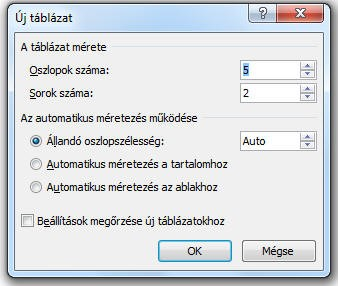 Új táblázat
A táblázat mérete
Oszlopok száma: 5
Sorok száma: 2
Az automatikus méretezés működése
Állandó oszlopszélesség: Auto
Automatikus méretezés a tartalomhoz
Automatikus méretezés az ablakhoz
Beállítások megőrzése új táblázatokhoz
OK Mégse